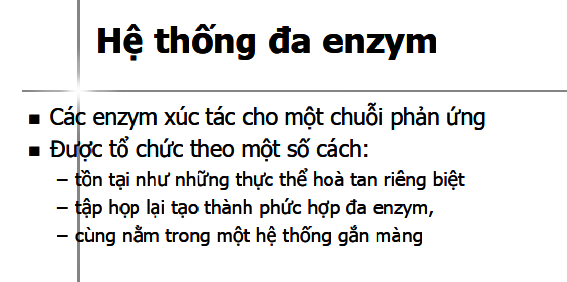 Hệ thống đa enzym
▪ Các enzym xúc tác cho một chuỗi phản ứng
▪ Được tổ chức theo một số cách:
– tồn tại như những thực thể hoà tan riêng biệt
– tập họp lại tạo thành phức hợp đa enzym,
– cùng nằm trong một hệ thống gắn màng